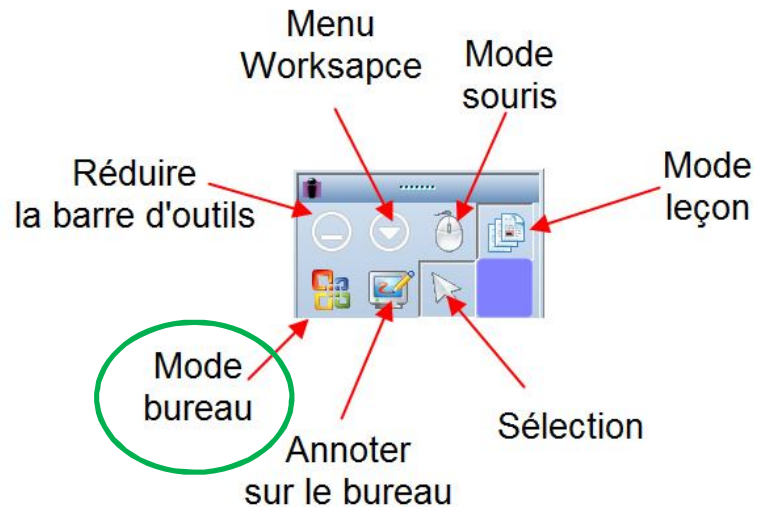 Menu
Worksapce
Mode
souris
Réduire
la barre d'outils
Mode
leçon
Mode
bureau
Annoter
sur le bureau
Sélection